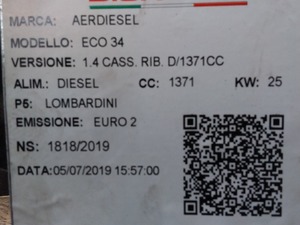 MARCA: AERDIESEL
MODELLO: ECO 34
VERSIONE: 1.4 CASS. RIB. D/1371CC
ALIM.: DIESEL CC: 1371 KW: 25
P5: LOMBARDINI
EMISSIONE: EURO 2
NS: 1818/2019
DATA:05/07/2019 15:57:00